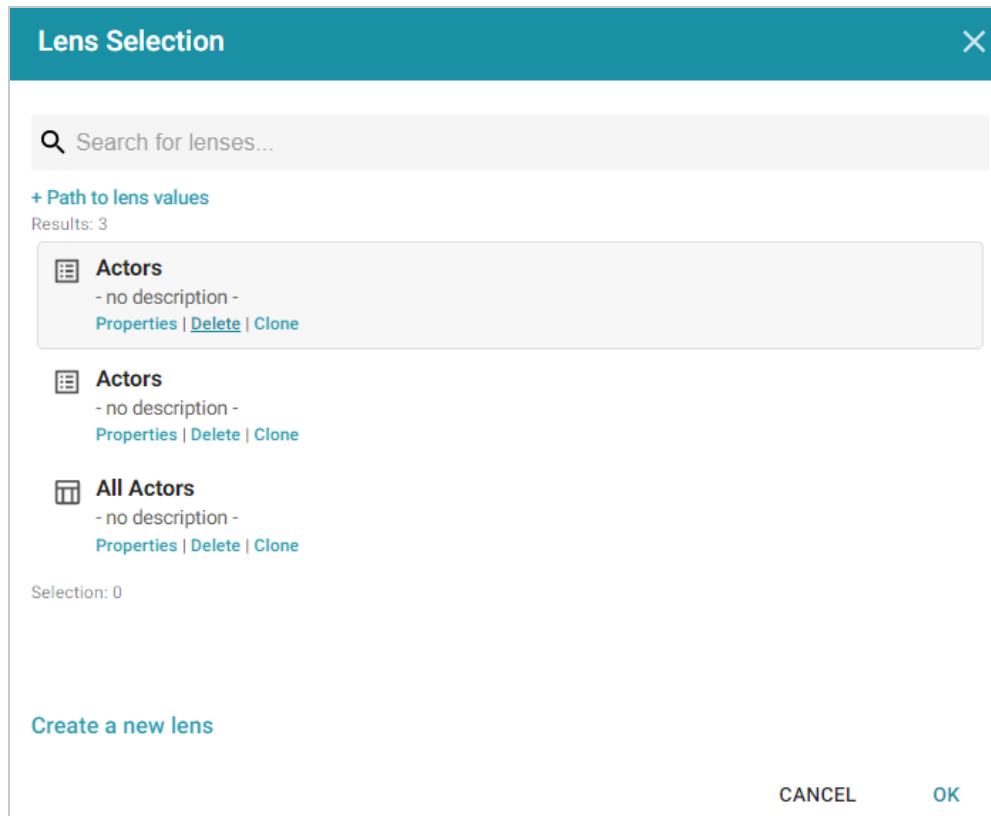 Lens Selection
Search for lenses...
+ Path to lens values
Results: 3
Actors
- no description -
Properties | Delete | Clone
Actors
- no description -
Properties | Delete | Clone
All Actors
- no description -
Properties | Delete | Clone
Selection: 0
Create a new lens
CANCEL OK